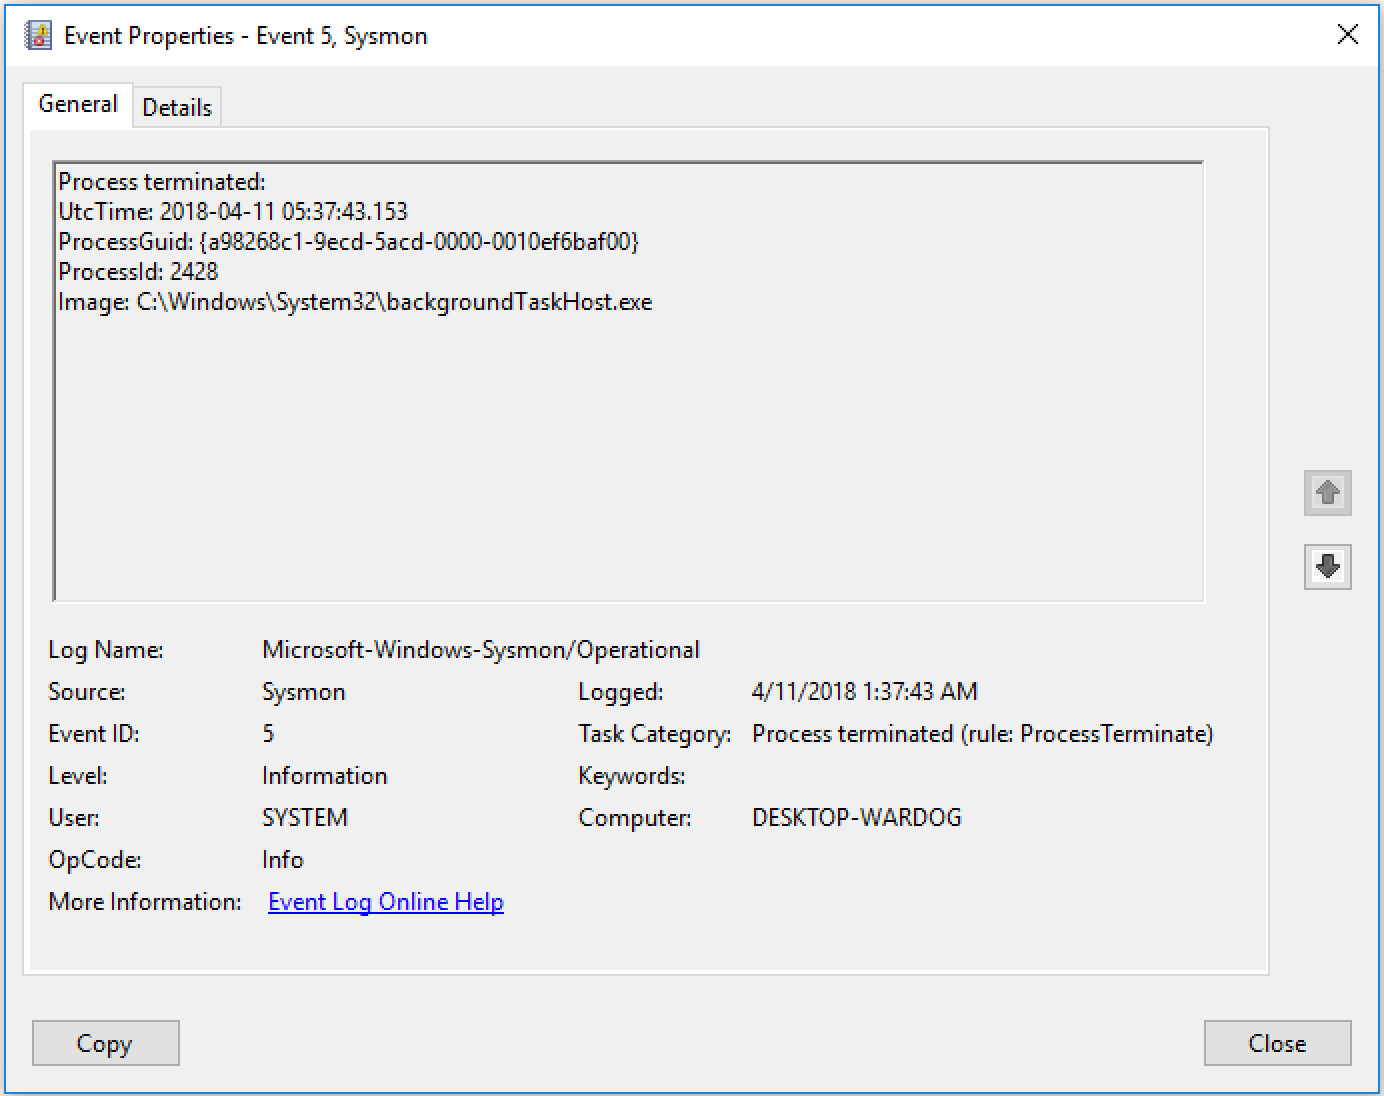 Event Properties - Event 5, Sysmon
General
Details
Process terminated:
UtcTime: 2018-04-11 05:37:43.153
ProcessGuid: {a98268c1-9ecd-5acd-0000-0010ef6baf00}
ProcessId: 2428
Image: C:\Windows\System32\backgroundTaskHost.exe
Log Name: Microsoft-Windows-Sysmon/Operational
Source: Sysmon Logged: 4/11/2018 1:37:43 AM
Event ID: 5 Task Category: Process terminated (rule: ProcessTerminate)
Level: Information Keywords:
User: SYSTEM Computer: DESKTOP-WARDOG
OpCode: Info
More Information: Event Log Online Help
Copy
Close